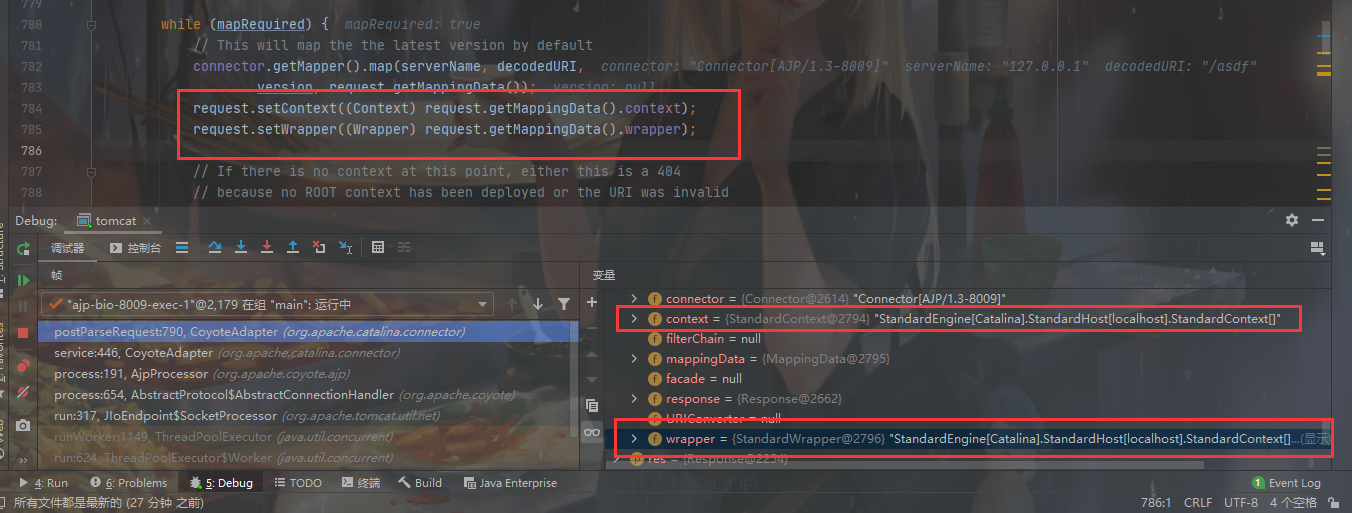 779
780 while (mapRequired) { mapRequired: true
781 // This will map the the latest version by default
782 connector.getMapper().map(serverName, decodedURI, connector: "Connector[AJP/1.3-8009]" serverName: "127.0.0.1" decodedURI: "/asdf"
783 version, request.getMappingData()); version: null
784 request.setContext((Context) request.getMappingData().context);
785 request.setWrapper((Wrapper) request.getMappingData().wrapper);
786
787 // If there is no context at this point, either this is a 404
788 // because no ROOT context has been deployed or the URI was invalid
Debug: tomcat
调试器 控制台
帧
"ajp-bio-8009-exec-1"@2,179 在组 "main": 运行中
postParseRequest:790, CoyoteAdapter (org.apache.catalina.connector)
service:446, CoyoteAdapter (org.apache.catalina.connector)
process:191, AjpProcessor (org.apache.coyote.ajp)
process:654, AbstractProtocol$AbstractConnectionHandler (org.apache.coyote)
run:317, JIoEndpoint$SocketProcessor (org.apache.tomcat.util.net)
runWorker:1149, ThreadPoolExecutor (java.util.concurrent)
run:624, ThreadPoolExecutor$Worker (java.util.concurrent)
变量
connector = {Connector@2614} "Connector[AJP/1.3-8009]"
context = {StandardContext@2794} "StandardEngine[Catalina].StandardHost[localhost].StandardContext[]"
filterChain = null
mappingData = {MappingData@2795}
facade = null
response = {Response@2662}
URIConverter = null
wrapper = {StandardWrapper@2796} "StandardEngine[Catalina].StandardHost[localhost].StandardContext[]...(显示
res = {Response@2234}
4: Run 6: Problems 5: Debug TODO 终端 Build Java Enterprise 1 Event Log
所有文件都是最新的 (27 分钟 之前) 786:1 CRLF UTF-8 4 个空格